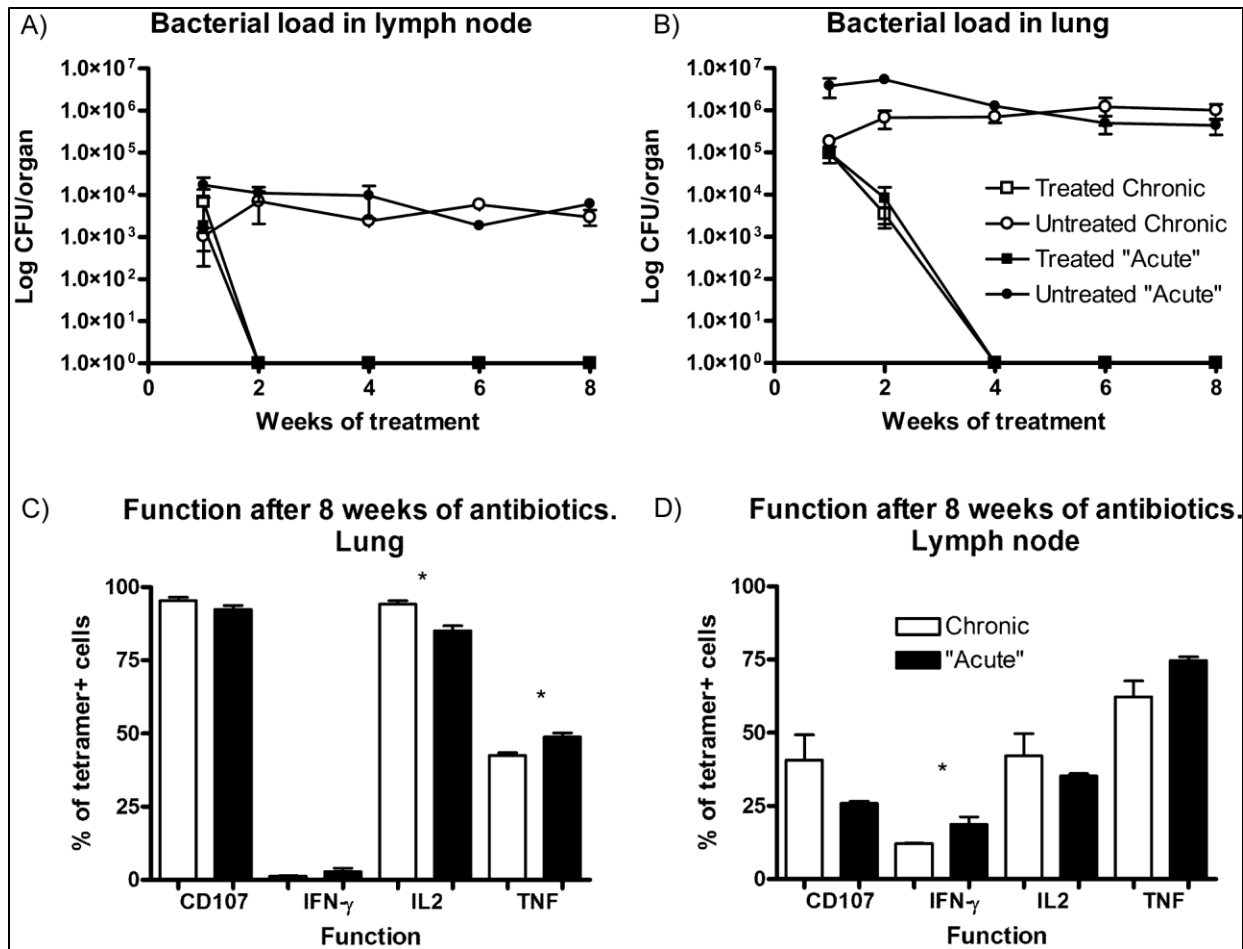 A) Bacterial load in lymph node
Log CFU/organ
1.0×10⁷
1.0×10⁶
1.0×10⁵
1.0×10⁴
1.0×10³
1.0×10²
1.0×10¹
1.0×10⁰
0 2 4 6 8
Weeks of treatment
B) Bacterial load in lung
Log CFU/organ
1.0×10⁷
1.0×10⁶
1.0×10⁵
1.0×10⁴
1.0×10³
1.0×10²
1.0×10¹
1.0×10⁰
Treated Chronic
Untreated Chronic
Treated "Acute"
Untreated "Acute"
0 2 4 6 8
Weeks of treatment
C) Function after 8 weeks of antibiotics.
Lung
% of tetramer+ cells
100
75
50
25
0
* *
CD107 IFN-γ IL2 TNF
Function
D) Function after 8 weeks of antibiotics.
Lymph node
% of tetramer+ cells
100
75
50
25
0
Chronic
"Acute"
*
CD107 IFN-γ IL2 TNF
Function